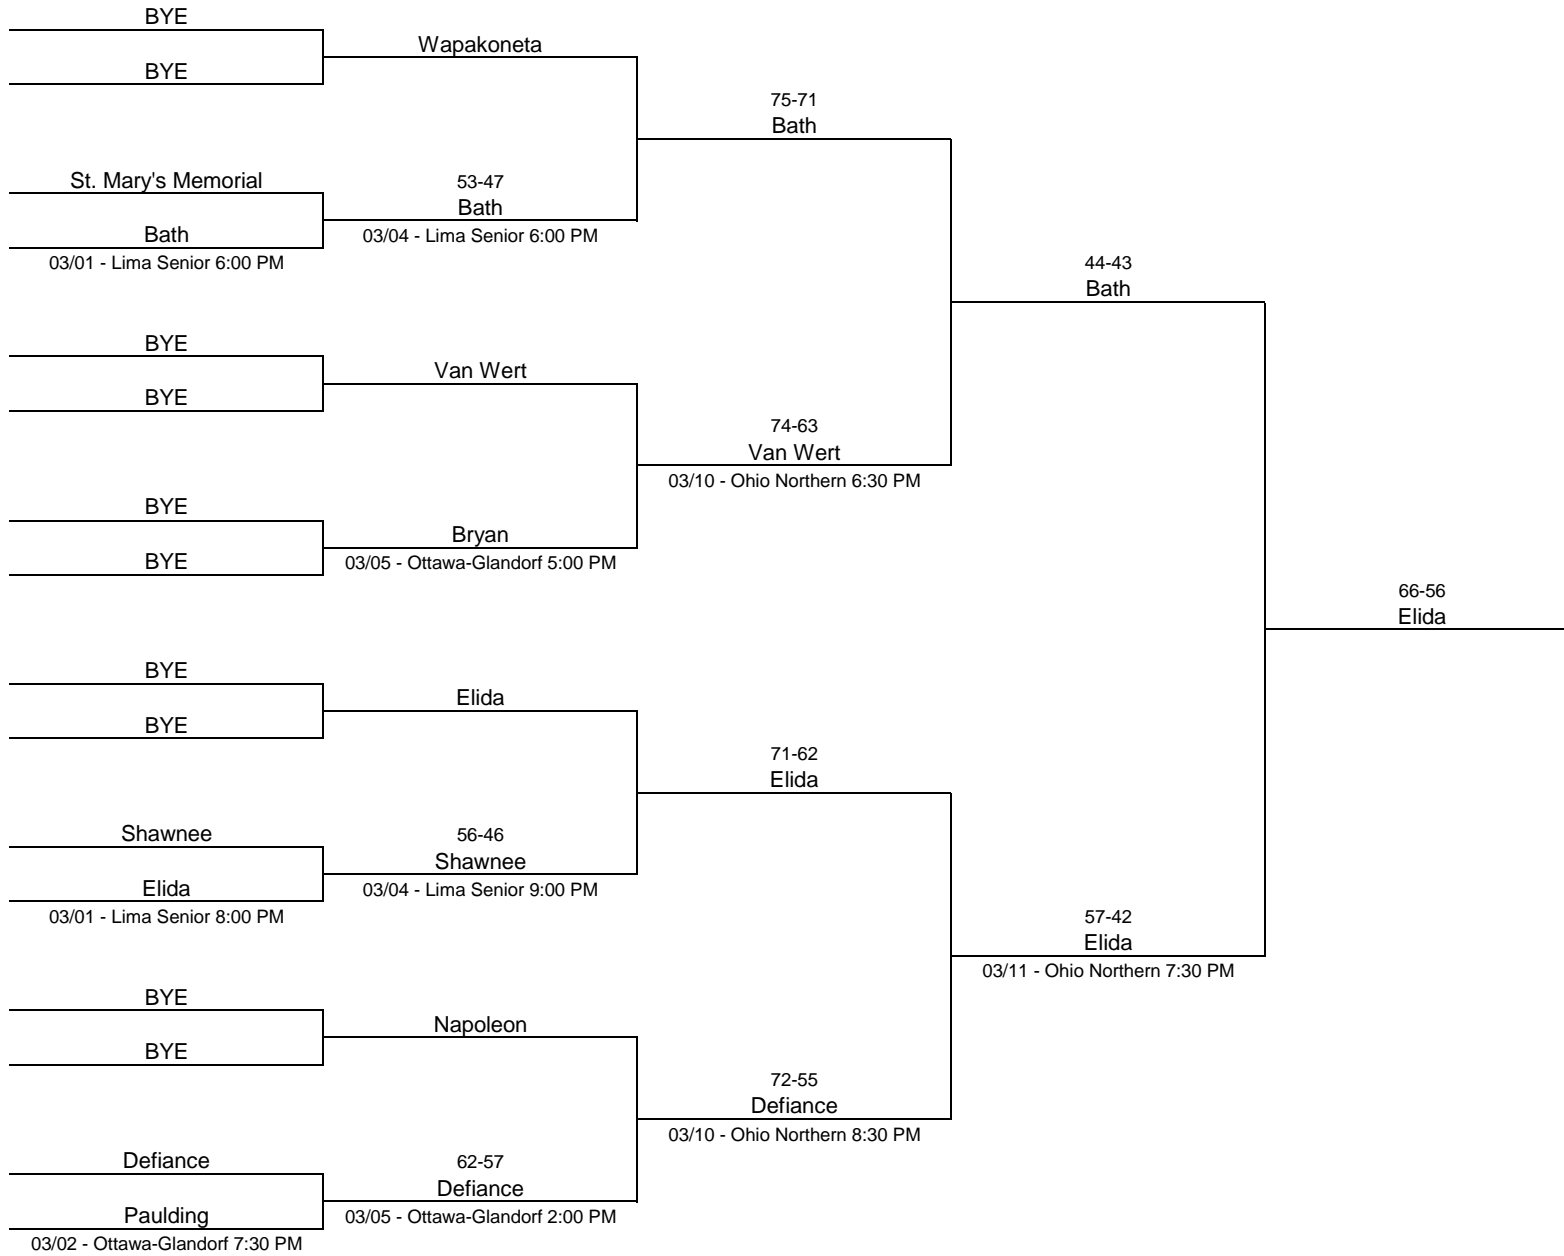 BYE
BYE
St. Mary's Memorial
Bath
03/01 - Lima Senior 6:00 PM
BYE
BYE
BYE
BYE
BYE
BYE
Shawnee
Elida
03/01 - Lima Senior 8:00 PM
BYE
BYE
Defiance
Paulding
03/02 - Ottawa-Glandorf 7:30 PM
Wapakoneta
53-47
Bath
03/04 - Lima Senior 6:00 PM
Van Wert
Bryan
03/05 - Ottawa-Glandorf 5:00 PM
Elida
56-46
Shawnee
03/04 - Lima Senior 9:00 PM
Napoleon
62-57
Defiance
03/05 - Ottawa-Glandorf 2:00 PM
75-71
Bath
74-63
Van Wert
03/10 - Ohio Northern 6:30 PM
71-62
Elida
72-55
Defiance
03/10 - Ohio Northern 8:30 PM
44-43
Bath
57-42
Elida
03/11 - Ohio Northern 7:30 PM
66-56
Elida